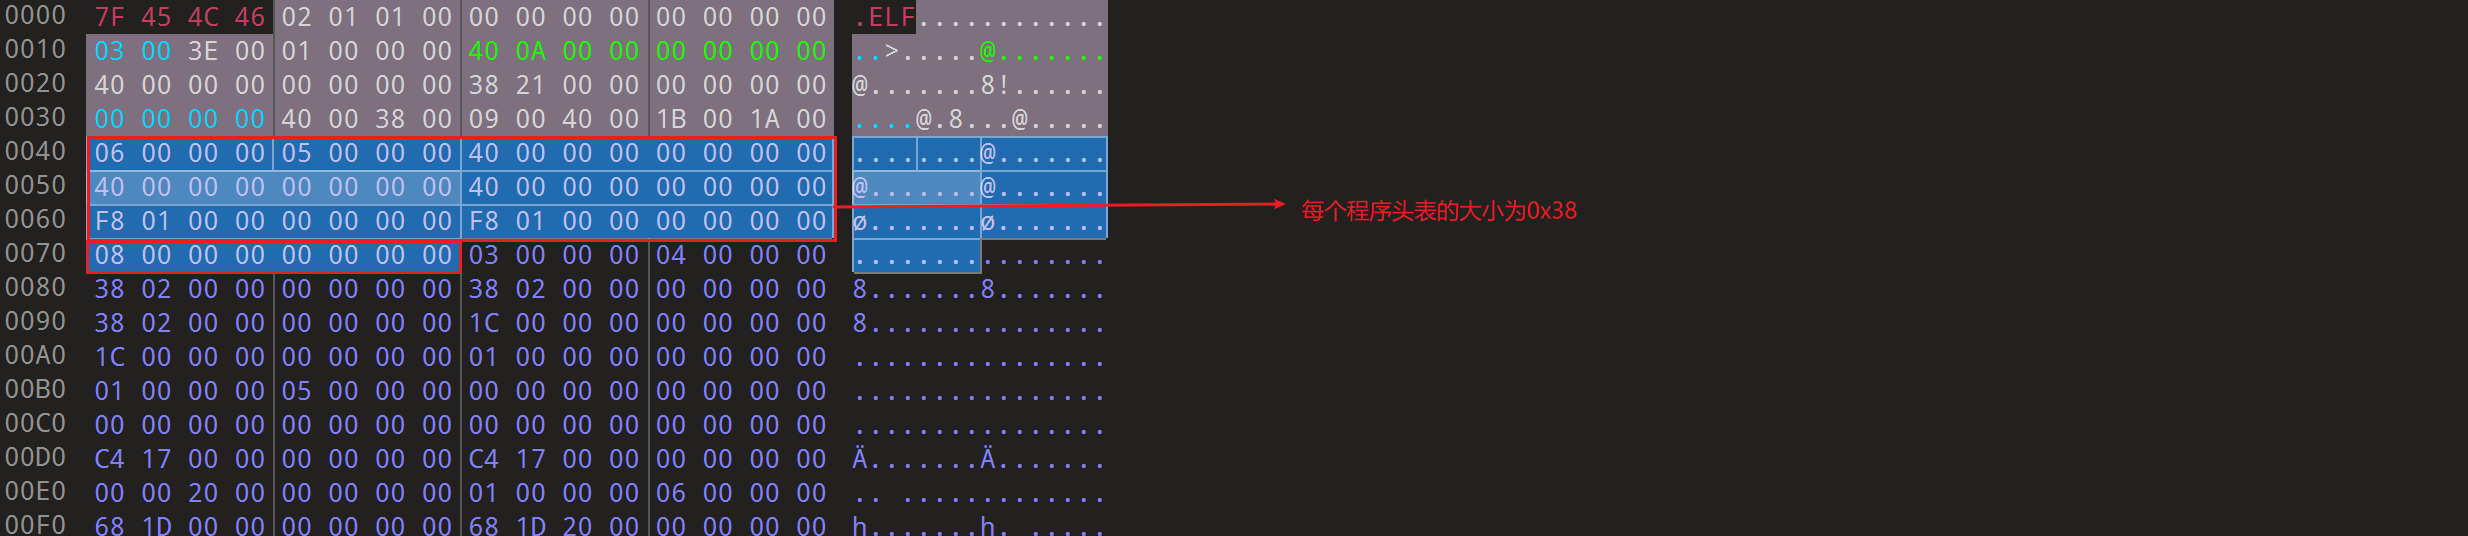 0000 7F 45 4C 46 02 01 01 00 00 00 00 00 00 00 00 00 .ELF............
0010 03 00 3E 00 01 00 00 00 40 0A 00 00 00 00 00 00 ..>.....@.......
0020 40 00 00 00 00 00 00 00 38 21 00 00 00 00 00 00 @.......8!......
0030 00 00 00 00 40 00 38 00 09 00 40 00 1B 00 1A 00 ....@.8...@.....
0040 06 00 00 00 05 00 00 00 40 00 00 00 00 00 00 00 ........@.......
0050 40 00 00 00 00 00 00 00 40 00 00 00 00 00 00 00 @.......@.......
每个程序头表的大小为0x38
0060 F8 01 00 00 00 00 00 00 F8 01 00 00 00 00 00 00 ø.......ø.......
0070 08 00 00 00 00 00 00 00 03 00 00 00 04 00 00 00 ................
0080 38 02 00 00 00 00 00 00 38 02 00 00 00 00 00 00 8.......8.......
0090 38 02 00 00 00 00 00 00 1C 00 00 00 00 00 00 00 8...............
00A0 1C 00 00 00 00 00 00 00 01 00 00 00 00 00 00 00 ................
00B0 01 00 00 00 05 00 00 00 00 00 00 00 00 00 00 00 ................
00C0 00 00 00 00 00 00 00 00 00 00 00 00 00 00 00 00 ................
00D0 C4 17 00 00 00 00 00 00 C4 17 00 00 00 00 00 00 Ä.......Ä.......
00E0 00 00 20 00 00 00 00 00 01 00 00 00 06 00 00 00 .. .............
00F0 68 1D 00 00 00 00 00 00 68 1D 20 00 00 00 00 00 h.......h. .....